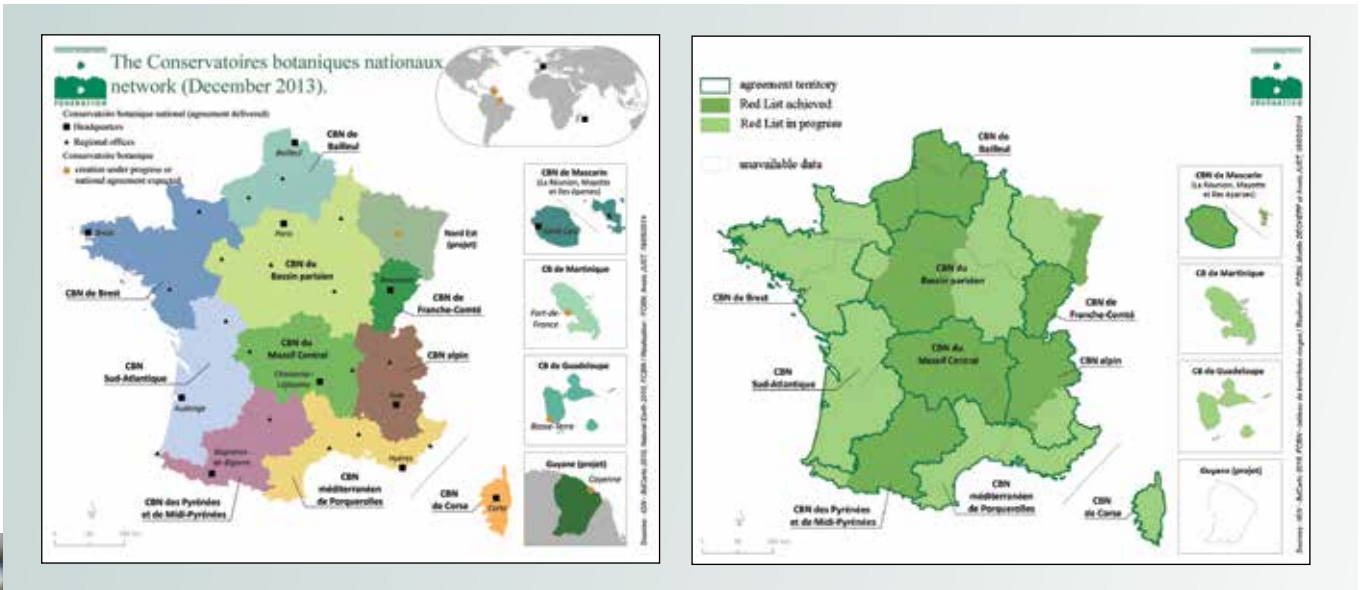 The Conservatoires botaniques nationaux
network (December 2013).
FEDERATION
Conservatoire botanique national (agreement delivered)
Headquarters
Regional offices
Conservatoire botanique
creation under progress or
national agreement expected
CBN de
Bailleul
Bailleul
Brest
Paris
Nord Est
(projet)
CBN du
Bassin parisien
CBN de Brest
CBN de
Franche-Comté
CBN du
Massif Central
CBN alpin
CBN
Sud-Atlantique
Audenge
Gap
Hyères
CBN
méditerranéen
de Porquerolles
CBN des Pyrénées
et de Midi-Pyrénées
CBN
de Corse
Corte
CBN de Mascarin
(La Réunion, Mayotte
et Iles éparses)
CB de Martinique
Fort-de-
France
CB de Guadeloupe
Basse-Terre
Guyane (projet)
Cayenne
agreement territory
Red List achieved
Red List in progress
unavailable data
FEDERATION
CBN de
Bailleul
CBN du
Bassin parisien
CBN de Brest
CBN de
Franche-Comté
CBN du
Massif Central
CBN alpin
CBN
Sud-Atlantique
CBN
méditerranéen
de Porquerolles
CBN des Pyrénées
et de Midi-Pyrénées
CBN
de Corse
CBN de Mascarin
(La Réunion, Mayotte
et Iles éparses)
CB de Martinique
CB de Guadeloupe
Guyane (projet)